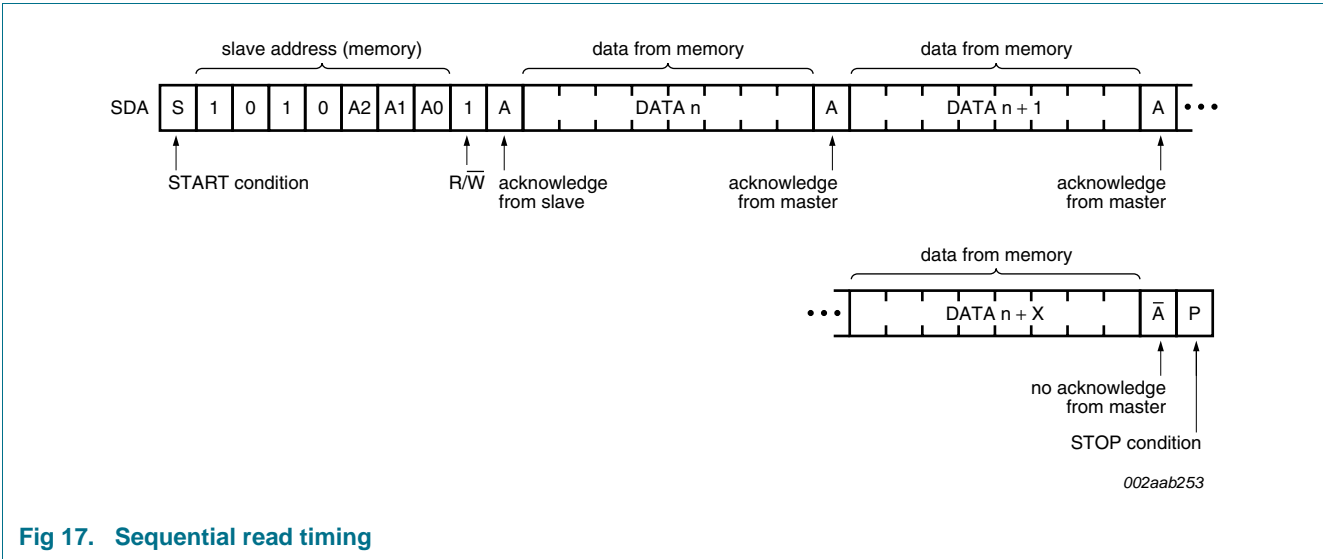 slave address (memory) data from memory data from memory
SDA S 1 0 1 0 A2 A1 A0 1 A DATA n A DATA n + 1 A •••
START condition R/W̅ acknowledge from slave acknowledge from master acknowledge from master
data from memory
••• DATA n + X A̅ P
no acknowledge from master
STOP condition
002aab253
Fig 17. Sequential read timing